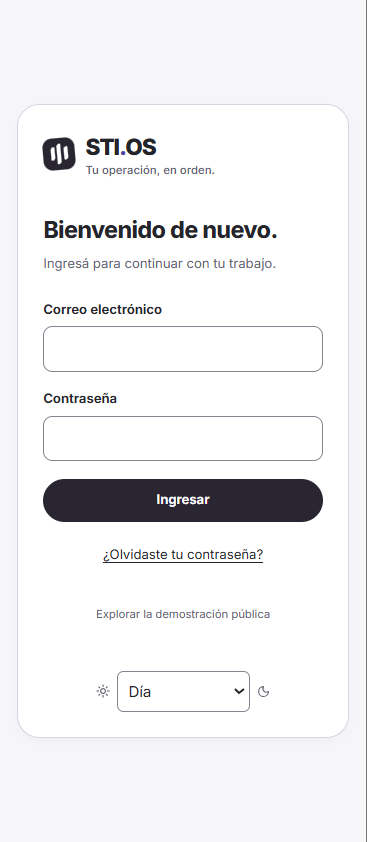 STI.OS
Tu operación, en orden.
Bienvenido de nuevo.
Ingresá para continuar con tu trabajo.
Correo electrónico
Contraseña
Ingresar
¿Olvidaste tu contraseña?
Explorar la demostración pública
Día